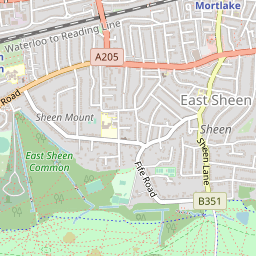 Mortlake
Waterloo to Reading Line
A205
Road
East Sheen
Sheen Mount
Sheen
East Sheen
Common
Fife Road
Sheen Lane
B351